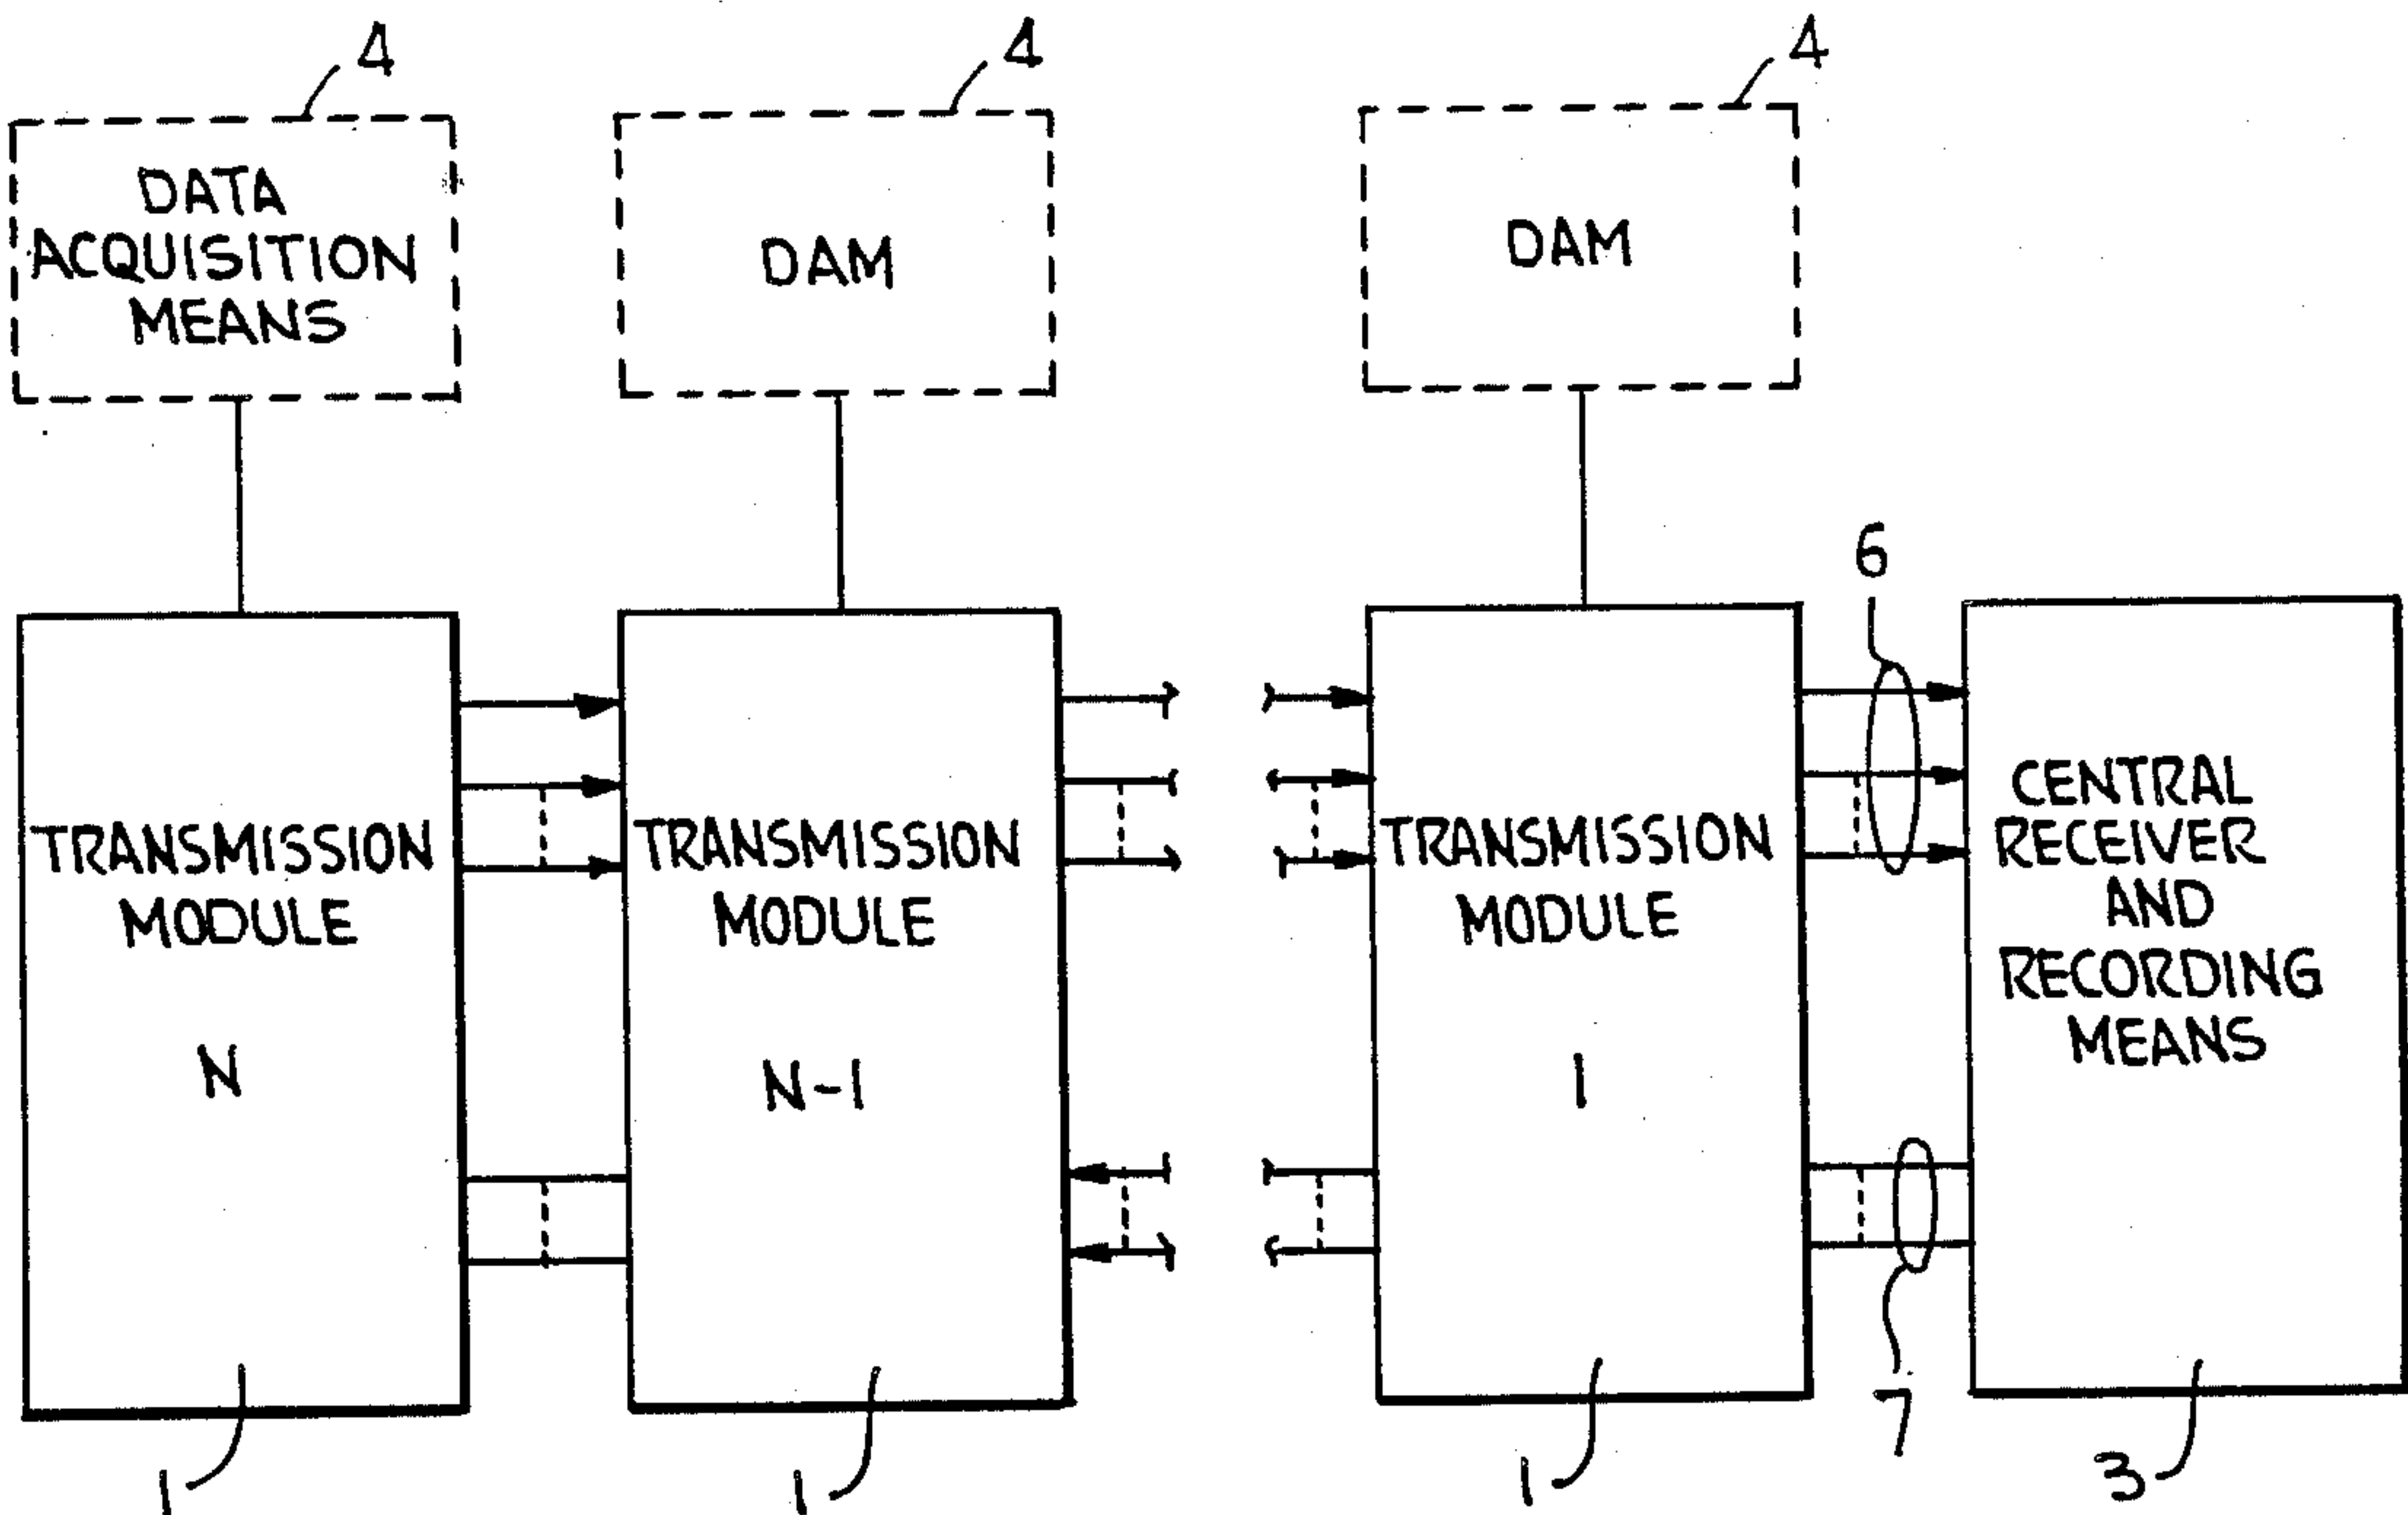 4
4
4
DATA
ACQUISITION
MEANS
DAM
DAM
6
TRANSMISSION
MODULE
N
TRANSMISSION
MODULE
N-1
TRANSMISSION
MODULE
1
CENTRAL
RECEIVER
AND
RECORDING
MEANS
1
1
1
7
3